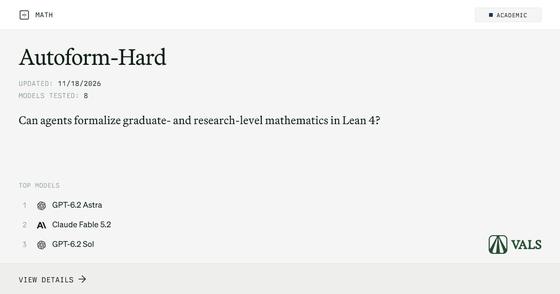 MATH
ACADEMIC
Autoform-Hard
UPDATED: 11/18/2026
MODELS TESTED: 8
Can agents formalize graduate- and research-level mathematics in Lean 4?
TOP MODELS
1 GPT-6.2 Astra
2 Claude Fable 5.2
3 GPT-6.2 Sol
VALS
VIEW DETAILS →